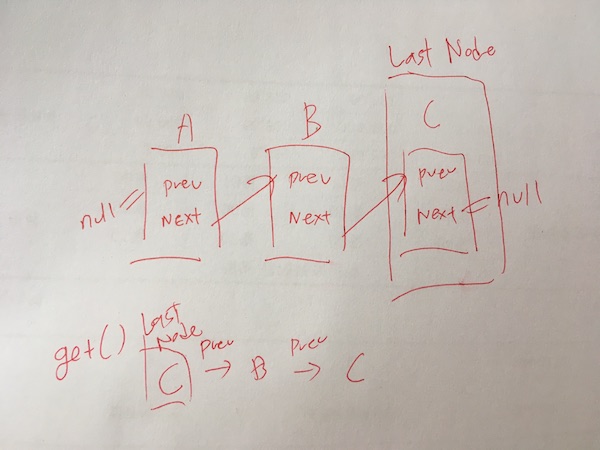 Last Node
A B C
prev prev prev
null = Next Next Next = null
Last
Node
get() C prev → B prev → C